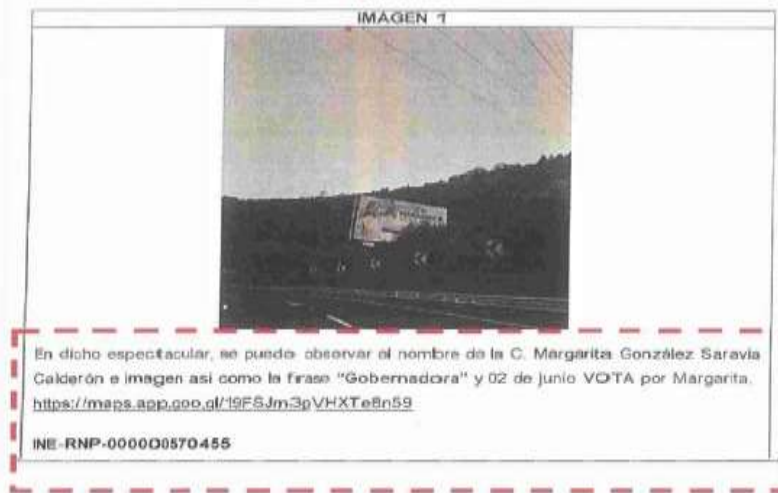 IMAGEN 1
En dicho espectacular, se puede observar el nombre de la C. Margarita González Saravia
Calderón e imagen así como la frase "Gobernadora" y 02 de junio VOTA por Margarita.
https://maps.app.goo.gl/19FSJm3pVHXTe8n59
INE-RNP-000000570455